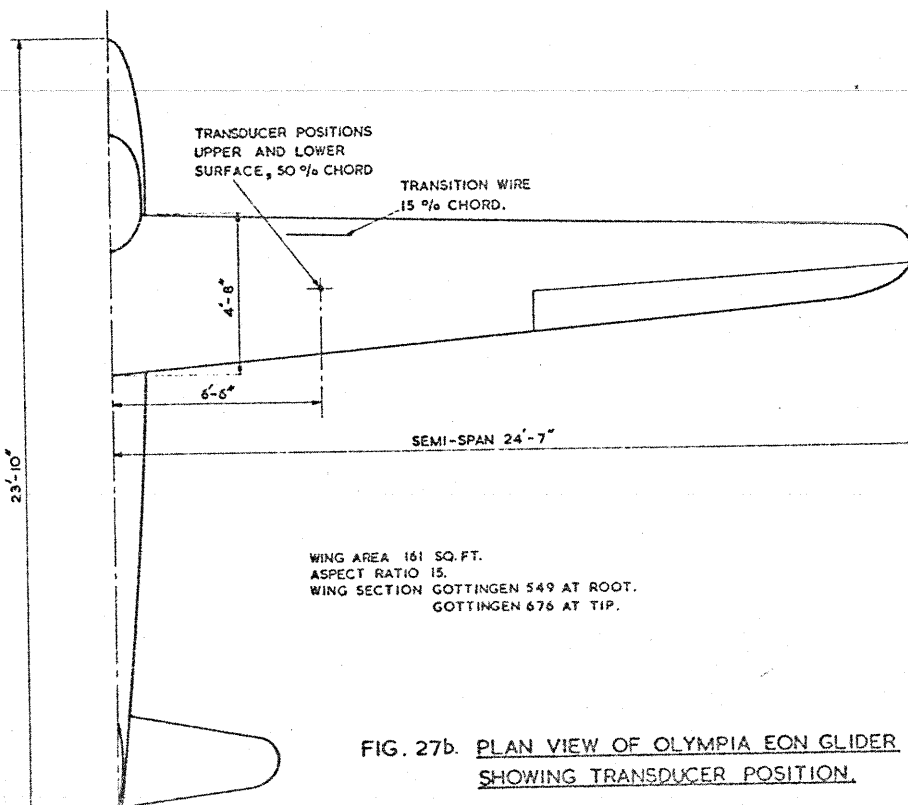 TRANSDUCER POSITIONS
UPPER AND LOWER
SURFACE, 50 % CHORD
TRANSITION WIRE
15 % CHORD.
4'-8"
6'-6"
SEMI-SPAN 24'-7"
23'-10"
WING AREA 161 SQ.FT.
ASPECT RATIO 15.
WING SECTION GOTTINGEN 549 AT ROOT.
GOTTINGEN 676 AT TIP.
FIG. 27b. PLAN VIEW OF OLYMPIA EON GLIDER
SHOWING TRANSDUCER POSITION.